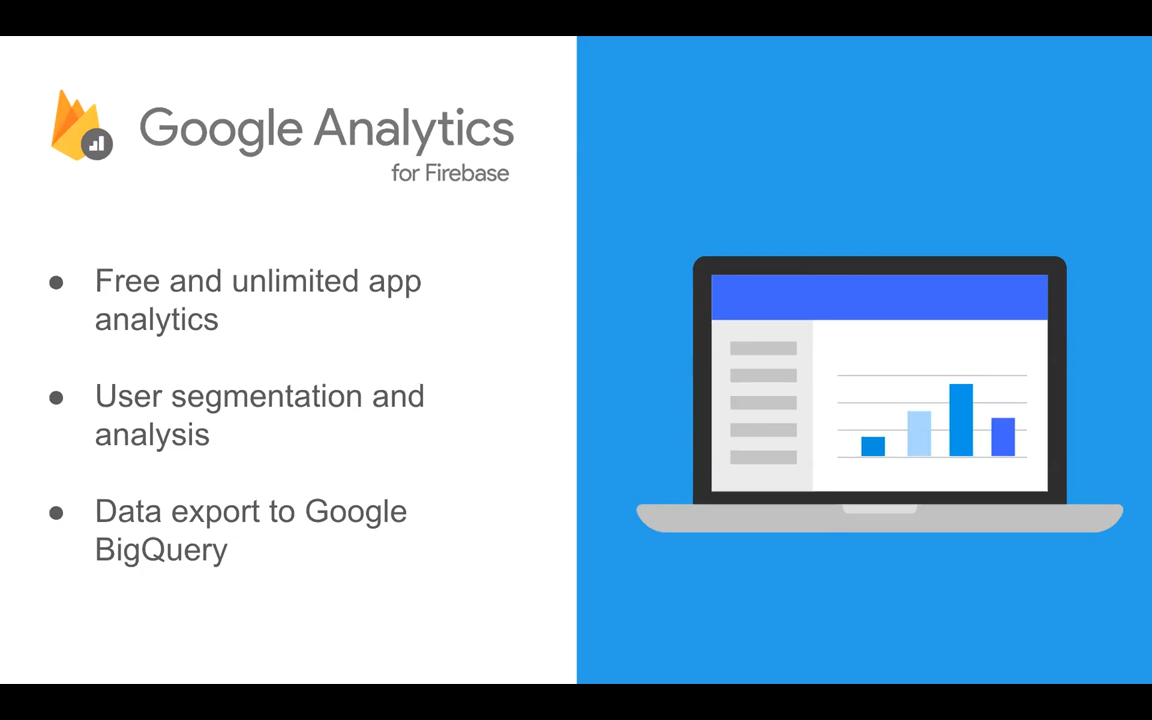 Google Analytics
for Firebase
● Free and unlimited app
analytics
● User segmentation and
analysis
● Data export to Google
BigQuery